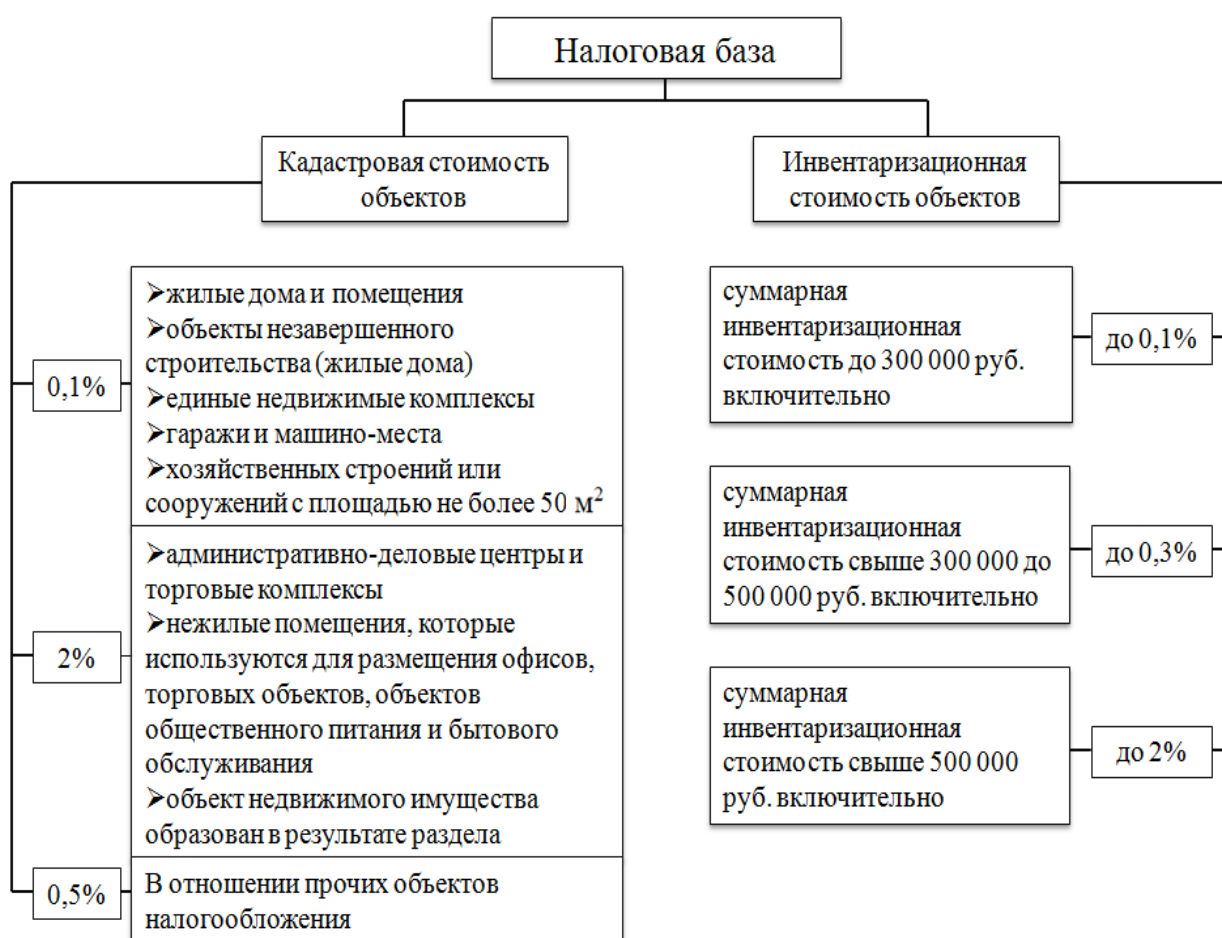 Налоговая база
Кадастровая стоимость
объектов
Инвентаризационная
стоимость объектов
0,1%
➢жилые дома и помещения
➢объекты незавершенного
строительства (жилые дома)
➢единые недвижимые комплексы
➢гаражи и машино-места
➢хозяйственных строений или
сооружений с площадью не более 50 м²
2%
➢административно-деловые центры и
торговые комплексы
➢нежилые помещения, которые
используются для размещения офисов,
торговых объектов, объектов
общественного питания и бытового
обслуживания
➢объект недвижимого имущества
образован в результате раздела
0,5%
В отношении прочих объектов
налогообложения
суммарная
инвентаризационная
стоимость до 300 000 руб.
включительно
до 0,1%
суммарная
инвентаризационная
стоимость свыше 300 000 до
500 000 руб. включительно
до 0,3%
суммарная
инвентаризационная
стоимость свыше 500 000
руб. включительно
до 2%